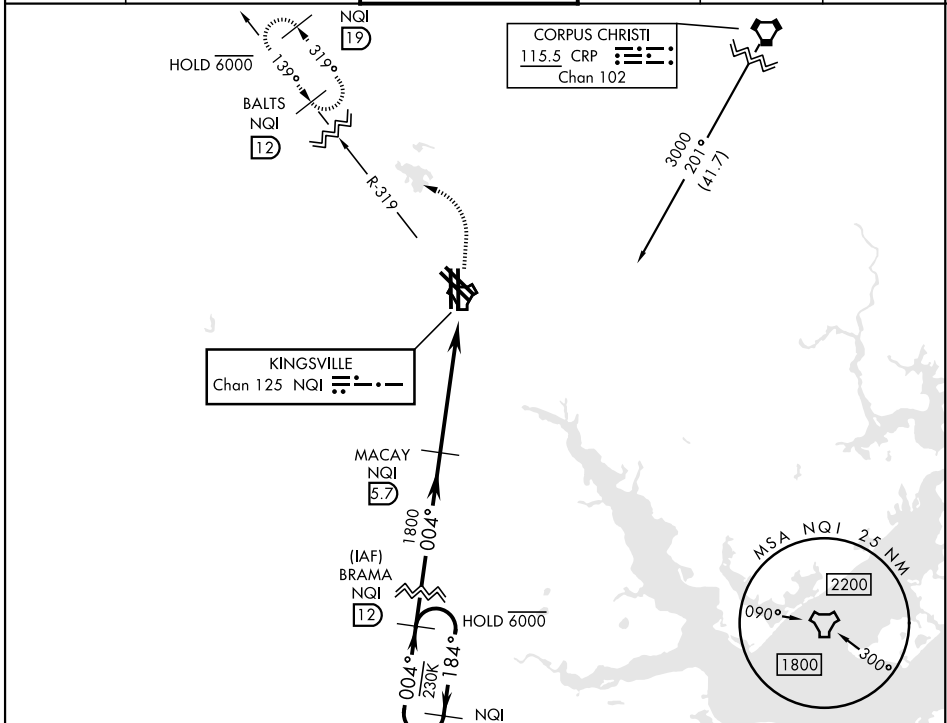 NQI
19
HOLD 6000
319°
139°
BALTS
NQI
12
R-319
CORPUS CHRISTI
115.5 CRP
Chan 102
3000
201°
(41.7)
KINGSVILLE
Chan 125 NQI
MACAY
NQI
5.7
1800
004°
(IAF)
BRAMA
NQI
12
HOLD 6000
004°
230K
184°
NQI
MSA NQI 25 NM
2200
090°
1800
300°